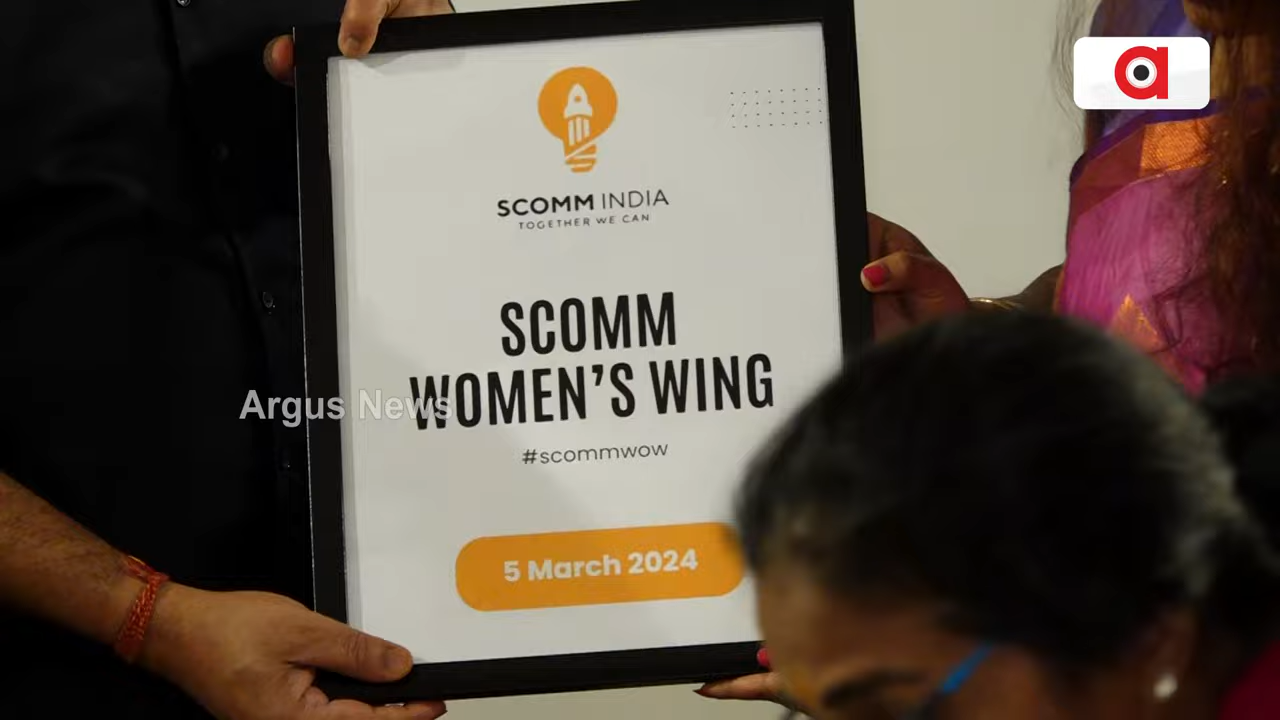 SCOMM INDIA
TOGETHER WE CAN
SCOMM
WOMEN'S WING
Argus News
#scommwow
5 March 2024